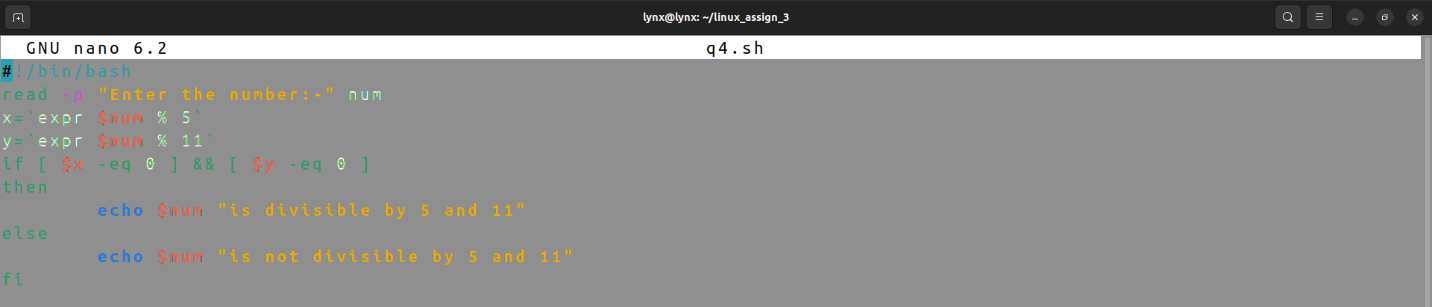 lynx@lynx: ~/linux_assign_3
GNU nano 6.2 q4.sh
#!/bin/bash
read -p "Enter the number:-" num
x=`expr $num % 5`
y=`expr $num % 11`
if [ $x -eq 0 ] && [ $y -eq 0 ]
then
        echo $num "is divisible by 5 and 11"
else
        echo $num "is not divisible by 5 and 11"
fi